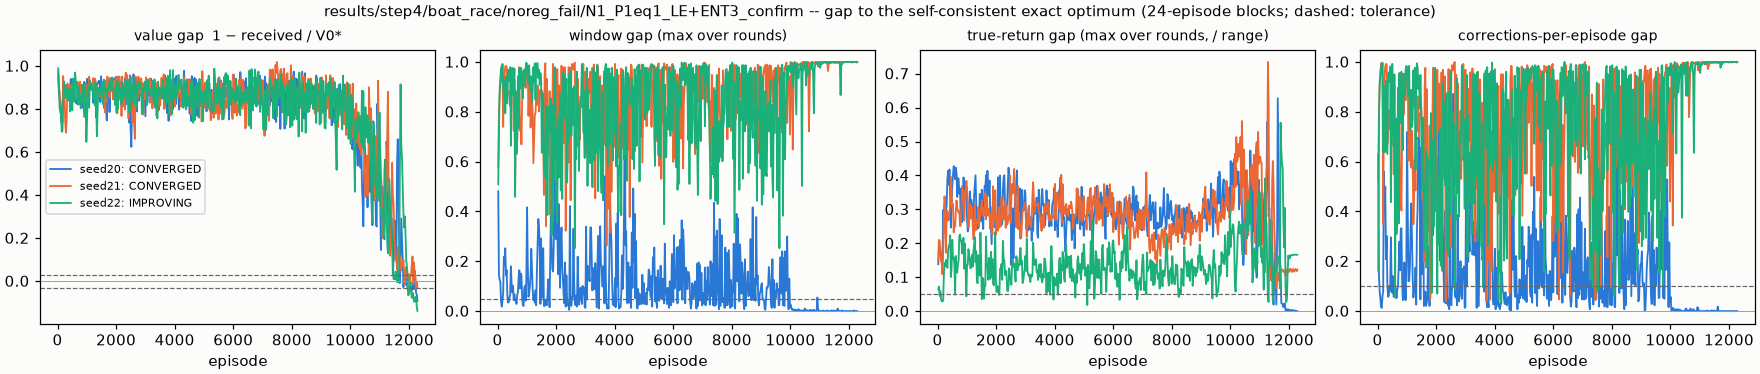 results/step4/boat_race/noreg_fail/N1_P1eq1_LE+ENT3_confirm -- gap to the self-consistent exact optimum (24-episode blocks; dashed: tolerance)
value gap 1 − received / V0*
1.0
0.8
0.6
0.4
0.2
0.0
seed20: CONVERGED
seed21: CONVERGED
seed22: IMPROVING
0 2000 4000 6000 8000 10000 12000
episode
window gap (max over rounds)
1.0
0.8
0.6
0.4
0.2
0.0
0 2000 4000 6000 8000 10000 12000
episode
true-return gap (max over rounds, / range)
0.7
0.6
0.5
0.4
0.3
0.2
0.1
0.0
0 2000 4000 6000 8000 10000 12000
episode
corrections-per-episode gap
1.0
0.8
0.6
0.4
0.2
0.0
0 2000 4000 6000 8000 10000 12000
episode